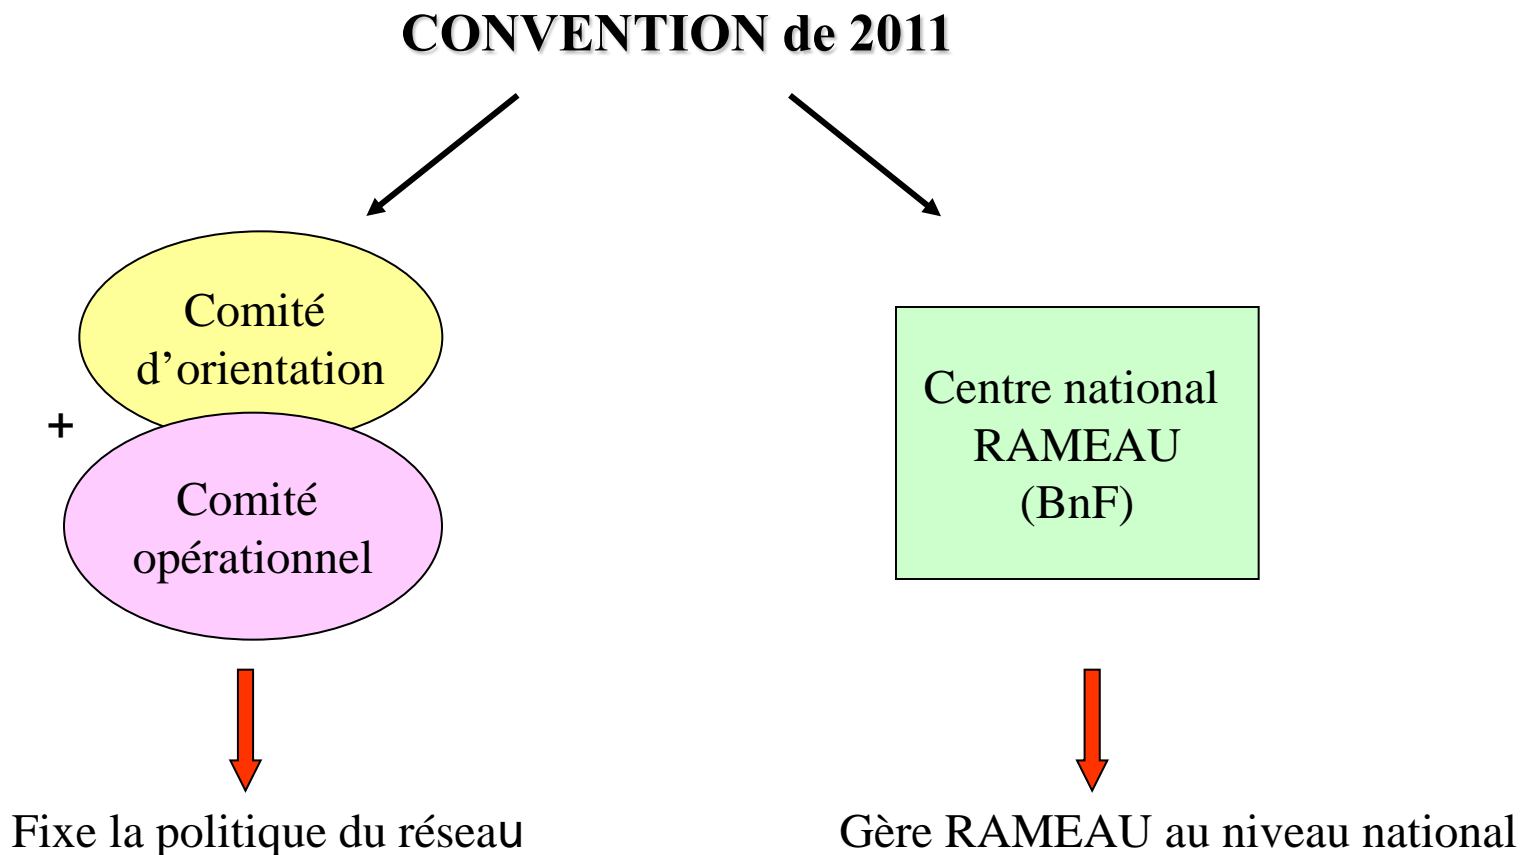 CONVENTION de 2011
Comité
d’orientation
+
Comité
opérationnel
Fixe la politique du réseau
Centre national
RAMEAU
(BnF)
Gère RAMEAU au niveau national